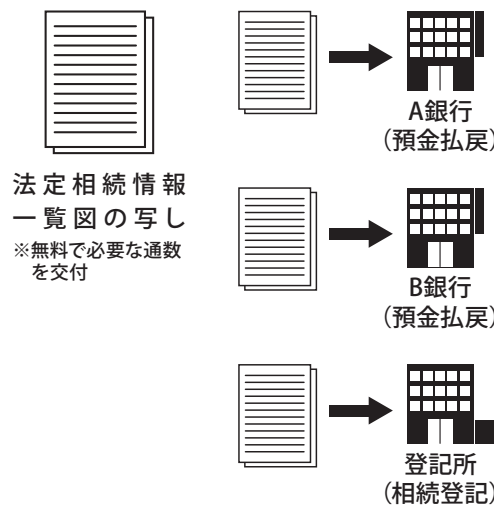 法定相続情報
一覧図の写し
※無料で必要な通数
を交付
A銀行
(預金払戻)
B銀行
(預金払戻)
登記所
(相続登記)